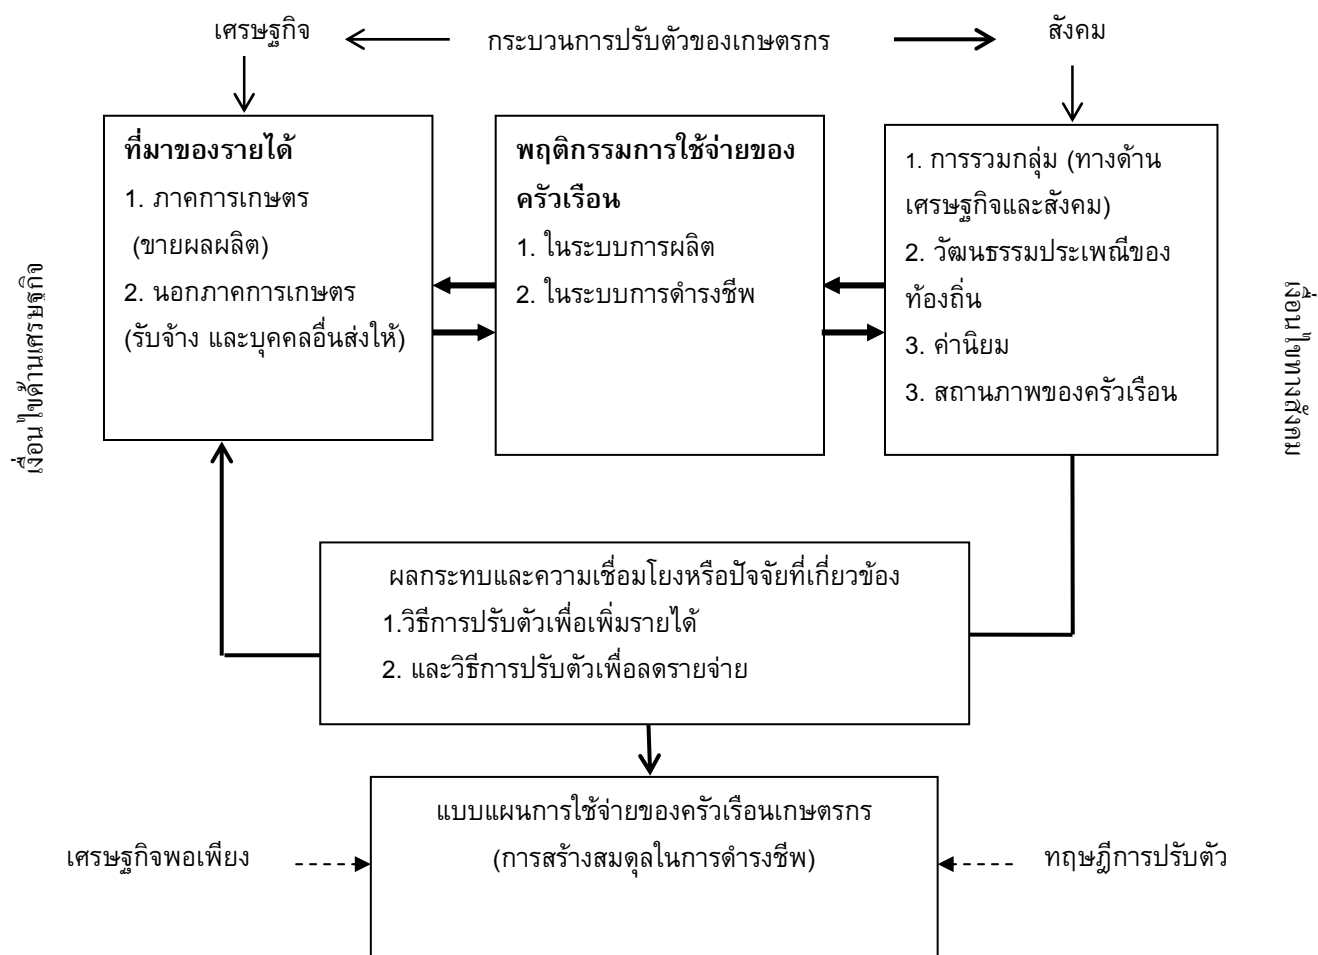 เศรษฐกิจ
กระบวนการปรับตัวของเกษตรกร
สังคม
ที่มาของรายได้
1. ภาคการเกษตร
(ขายผลผลิต)
2. นอกภาคการเกษตร
(รับจ้าง และบุคคลอื่นส่งให้)
พฤติกรรมการใช้จ่ายของ
ครัวเรือน
1. ในระบบการผลิต
2. ในระบบการดำรงชีพ
1. การรวมกลุ่ม (ทางด้าน
เศรษฐกิจและสังคม)
2. วัฒนธรรมประเพณีของ
ท้องถิ่น
3. ค่านิยม
3. สถานภาพของครัวเรือน
เงื่อนไขด้านเศรษฐกิจ
เงื่อนไขทางสังคม
ผลกระทบและความเชื่อมโยงหรือปัจจัยที่เกี่ยวข้อง
1.วิธีการปรับตัวเพื่อเพิ่มรายได้
2. และวิธีการปรับตัวเพื่อลดรายจ่าย
แบบแผนการใช้จ่ายของครัวเรือนเกษตรกร
(การสร้างสมดุลในการดำรงชีพ)
เศรษฐกิจพอเพียง
ทฤษฎีการปรับตัว